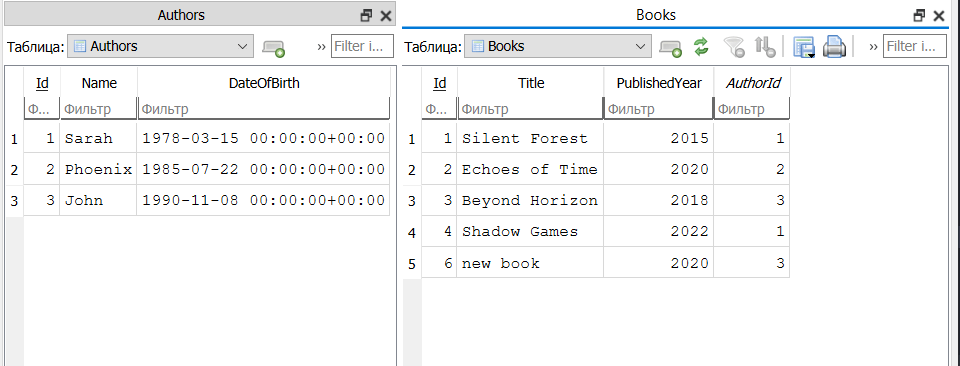 Authors
Таблица: Authors ›› Filter i...
Id Name DateOfBirth
Ф... Фильтр Фильтр
1 1 Sarah 1978-03-15 00:00:00+00:00
2 2 Phoenix 1985-07-22 00:00:00+00:00
3 3 John 1990-11-08 00:00:00+00:00
Books
Таблица: Books ›› Filter i...
Id Title PublishedYear AuthorId
Ф... Фильтр Фильтр Фильтр
1 1 Silent Forest 2015 1
2 2 Echoes of Time 2020 2
3 3 Beyond Horizon 2018 3
4 4 Shadow Games 2022 1
5 6 new book 2020 3